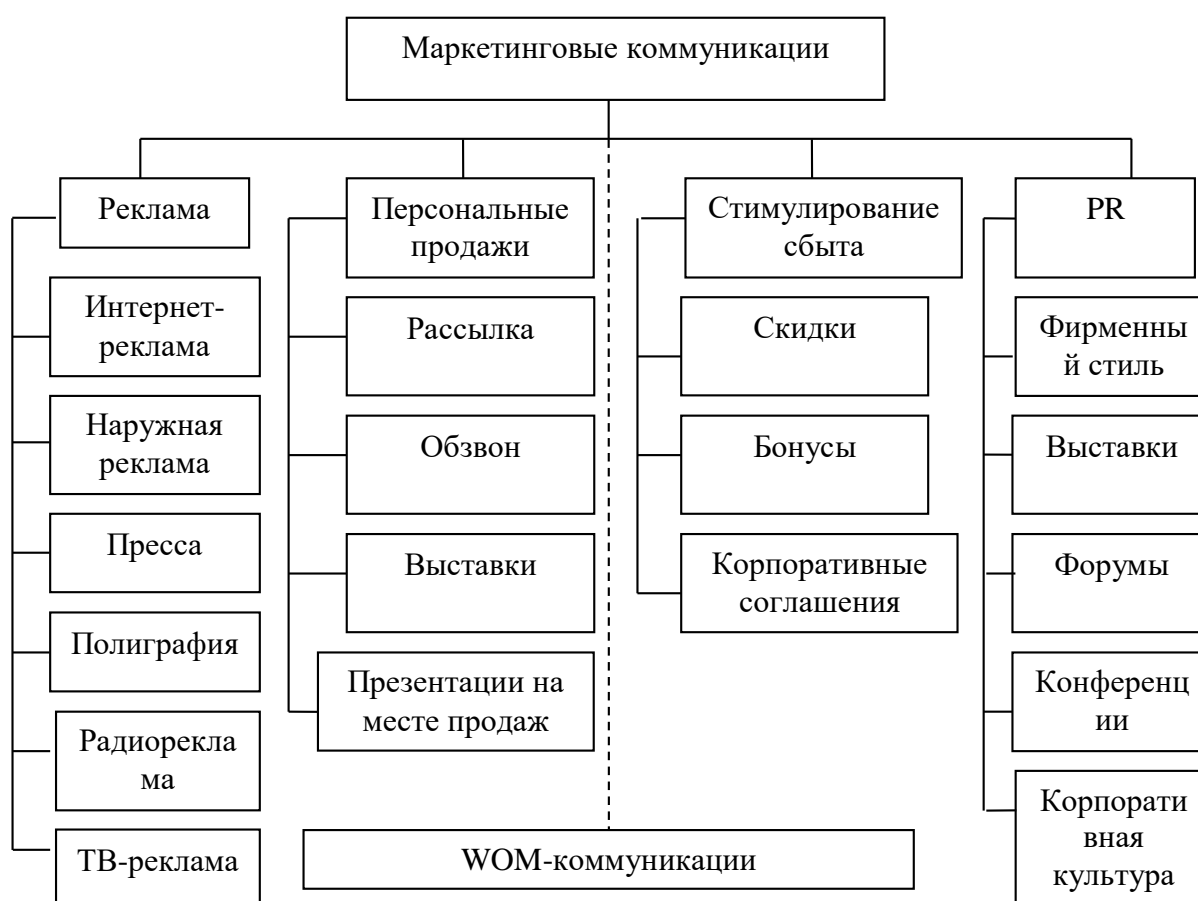 Маркетинговые коммуникации
Реклама
Интернет-
реклама
Наружная
реклама
Пресса
Полиграфия
Радиорекла
ма
ТВ-реклама
Персональные
продажи
Рассылка
Обзвон
Выставки
Презентации на
месте продаж
Стимулирование
сбыта
Скидки
Бонусы
Корпоративные
соглашения
PR
Фирменны
й стиль
Выставки
Форумы
Конференц
ии
Корпорати
вная
культура
WOM-коммуникации